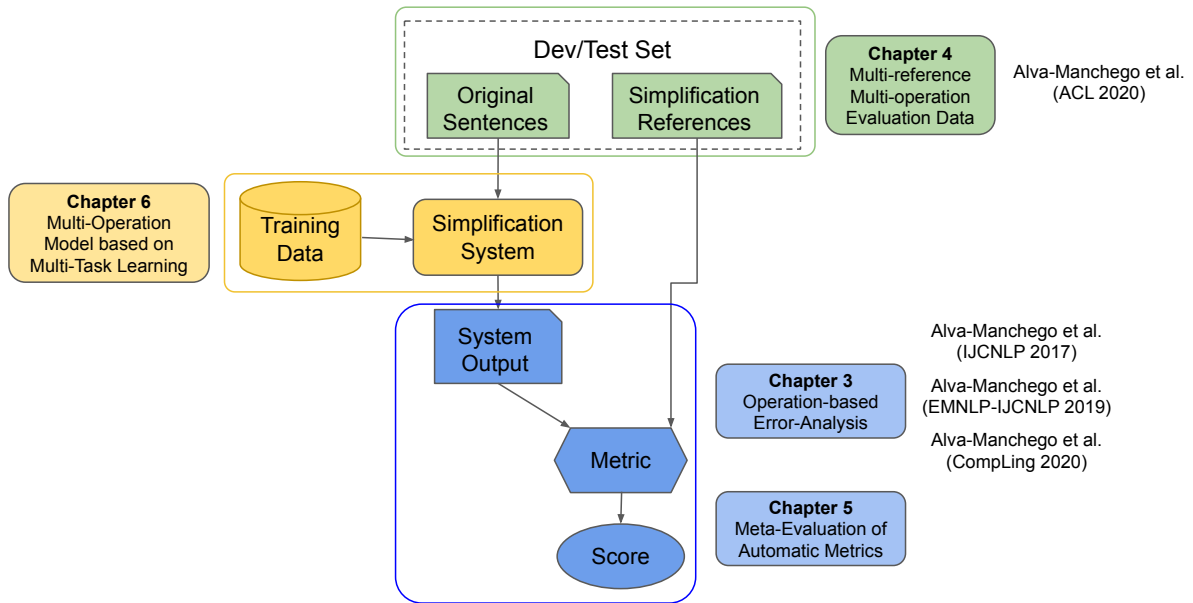 Dev/Test Set
Original
Sentences
Simplification
References
Chapter 4
Multi-reference
Multi-operation
Evaluation Data
Alva-Manchego et al.
(ACL 2020)
Chapter 6
Multi-Operation
Model based on
Multi-Task Learning
Training
Data
Simplification
System
System
Output
Metric
Score
Chapter 3
Operation-based
Error-Analysis
Alva-Manchego et al.
(IJCNLP 2017)
Alva-Manchego et al.
(EMNLP-IJCNLP 2019)
Alva-Manchego et al.
(CompLing 2020)
Chapter 5
Meta-Evaluation of
Automatic Metrics